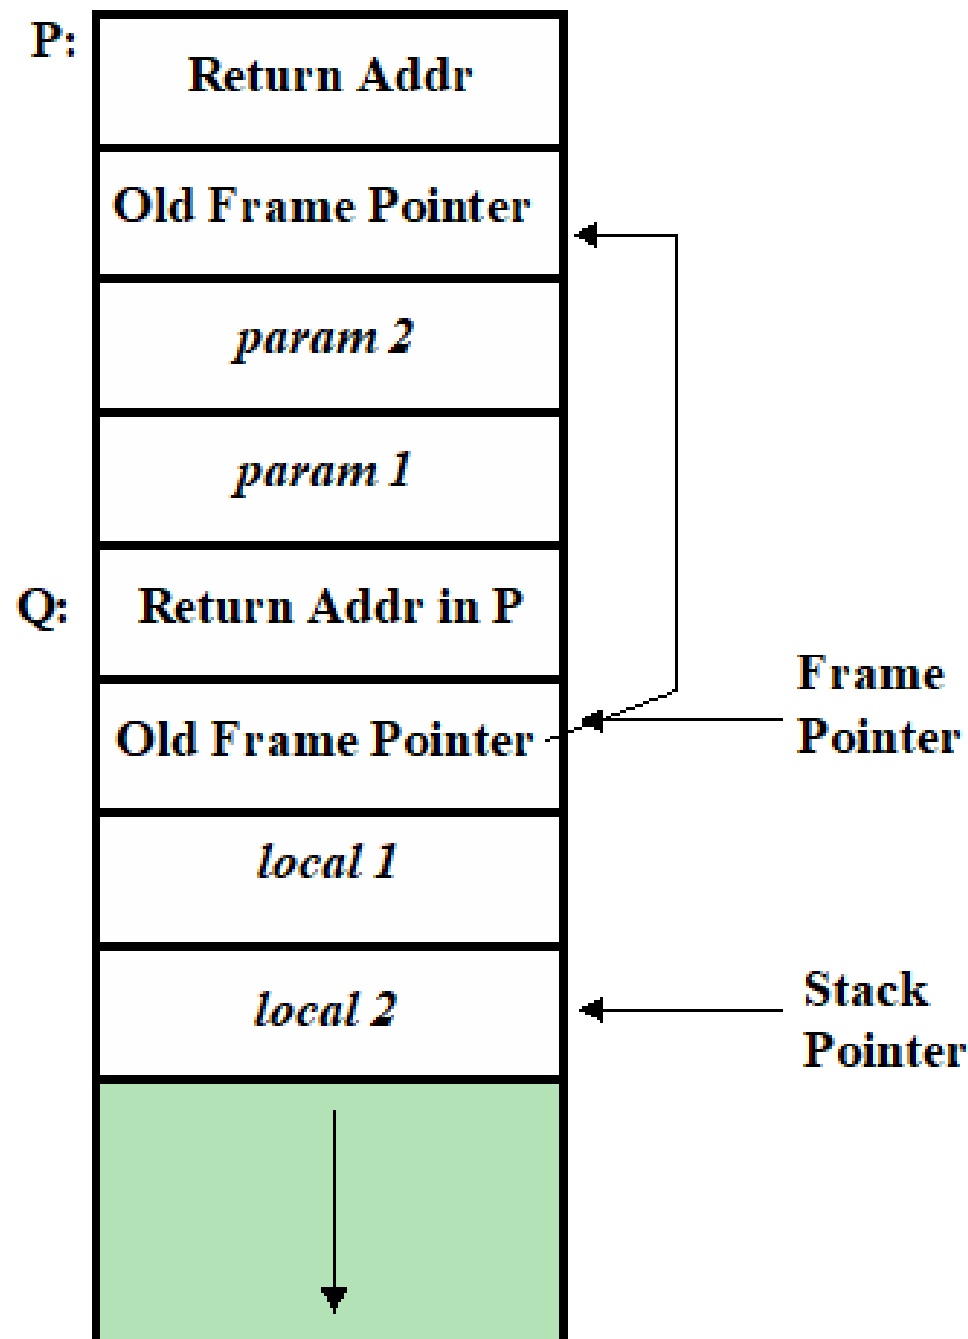 P:
Return Addr
Old Frame Pointer
param 2
param 1
Q:
Return Addr in P
Old Frame Pointer
Frame
Pointer
local 1
local 2
Stack
Pointer